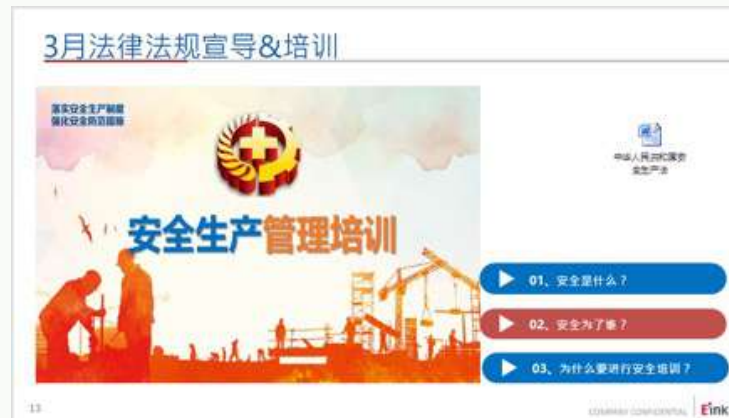 3月法律法规宣导&培训
落实安全生产制度
强化安全防范措施
安全生产管理培训
中华人民共和国安
全生产法
01、安全是什么？
02、安全为了谁？
03、为什么要进行安全培训？
13
COMPANY CONFIDENTIAL
Eink